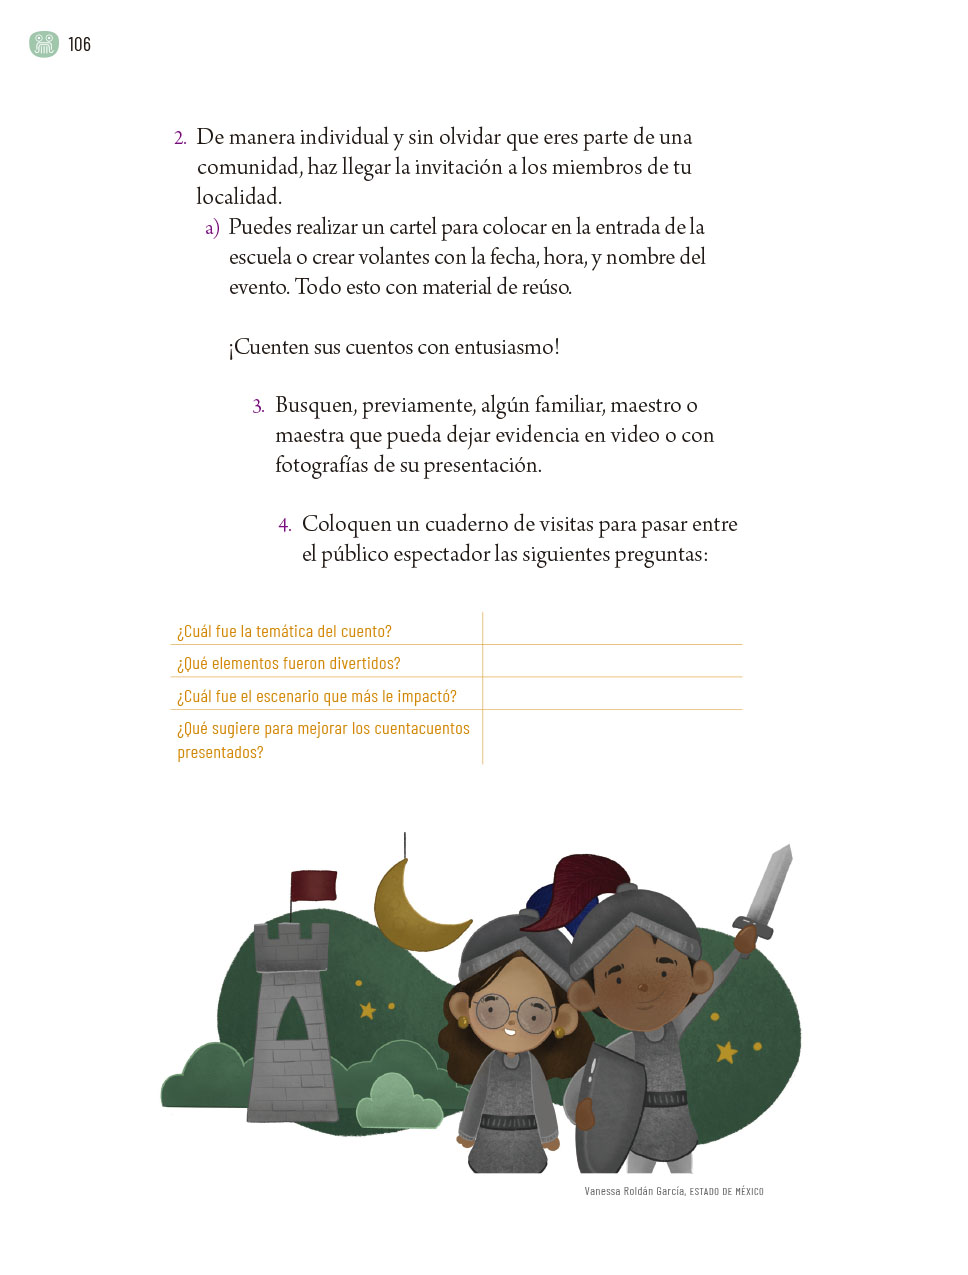 106
2. De manera individual y sin olvidar que eres parte de una
comunidad, haz llegar la invitación a los miembros de tu
localidad.
a) Puedes realizar un cartel para colocar en la entrada de la
escuela o crear volantes con la fecha, hora, y nombre del
evento. Todo esto con material de reúso.
¡Cuenten sus cuentos con entusiasmo!
3. Busquen, previamente, algún familiar, maestro o
maestra que pueda dejar evidencia en video o con
fotografías de su presentación.
4. Coloquen un cuaderno de visitas para pasar entre
el público espectador las siguientes preguntas:
¿Cuál fue la temática del cuento?
¿Qué elementos fueron divertidos?
¿Cuál fue el escenario que más le impactó?
¿Qué sugiere para mejorar los cuentacuentos
presentados?
Vanessa Roldán García, ESTADO DE MÉXICO